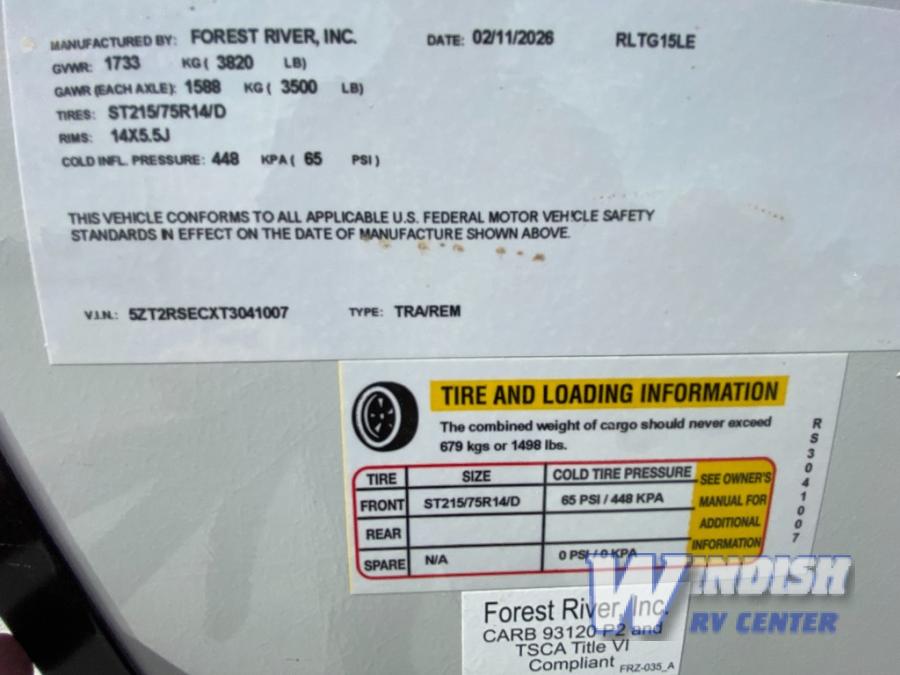 MANUFACTURED BY: FOREST RIVER, INC. DATE: 02/11/2026 RLTG15LE
GVWR: 1733 KG ( 3820 LB)
GAWR (EACH AXLE): 1588 KG ( 3500 LB)
TIRES: ST215/75R14/D
RIMS: 14X5.5J
COLD INFL. PRESSURE: 448 KPA ( 65 PSI )
THIS VEHICLE CONFORMS TO ALL APPLICABLE U.S. FEDERAL MOTOR VEHICLE SAFETY
STANDARDS IN EFFECT ON THE DATE OF MANUFACTURE SHOWN ABOVE.
V.I.N.: 5ZT2RSECXT3041007 TYPE: TRA/REM
TIRE AND LOADING INFORMATION
The combined weight of cargo should never exceed
679 kgs or 1498 lbs.
TIRE SIZE COLD TIRE PRESSURE
FRONT ST215/75R14/D 65 PSI / 448 KPA
REAR
SPARE N/A 0 PSI / 0 KPA
SEE OWNER'S
MANUAL FOR
ADDITIONAL
INFORMATION
RS3041007
WINDISH
RV CENTER
Forest River, Inc.
CARB 93120 P2 and
TSCA Title VI
Compliant FRZ-035_A